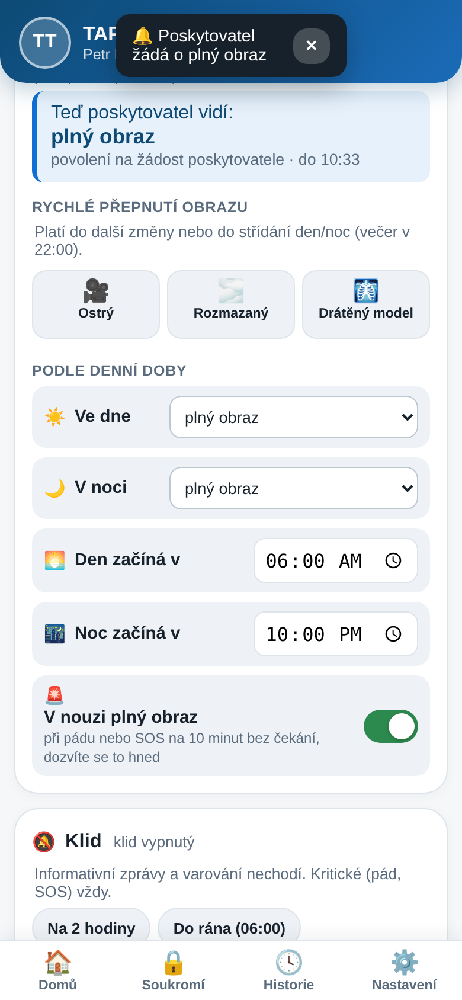 TT
Petr
🔔 Poskytovatel
žádá o plný obraz
×
Teď poskytovatel vidí:
plný obraz
povolení na žádost poskytovatele · do 10:33
RYCHLÉ PŘEPNUTÍ OBRAZU
Platí do další změny nebo do střídání den/noc (večer v
22:00).
Ostrý
Rozmazaný
Drátěný model
PODLE DENNÍ DOBY
Ve dne
plný obraz
V noci
plný obraz
Den začíná v
06:00 AM
Noc začíná v
10:00 PM
V nouzi plný obraz
při pádu nebo SOS na 10 minut bez čekání,
dozvíte se to hned
Klid klid vypnutý
Informativní zprávy a varování nechodí. Kritické (pád,
SOS) vždy.
Na 2 hodiny
Do rána (06:00)
Domů
Soukromí
Historie
Nastavení